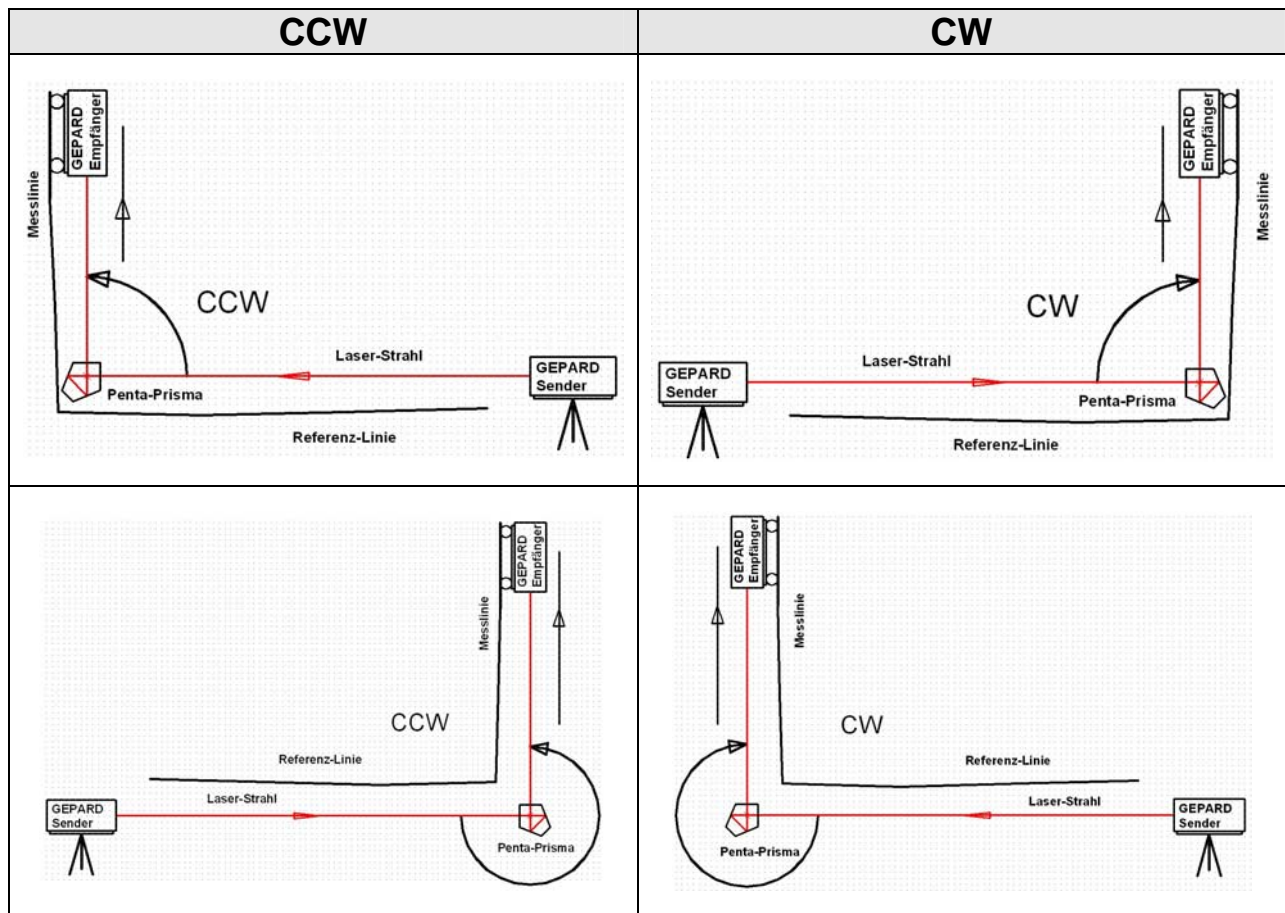 CCW
CW
GEPARD
Empfänger
Messlinie
CCW
Laser-Strahl
GEPARD
Sender
Penta-Prisma
Referenz-Linie
GEPARD
Empfänger
Messlinie
CW
Laser-Strahl
GEPARD
Sender
Penta-Prisma
Referenz-Linie
GEPARD
Empfänger
Messlinie
CCW
Referenz-Linie
Laser-Strahl
GEPARD
Sender
Penta-Prisma
GEPARD
Empfänger
Messlinie
CW
Referenz-Linie
Laser-Strahl
GEPARD
Sender
Penta-Prisma